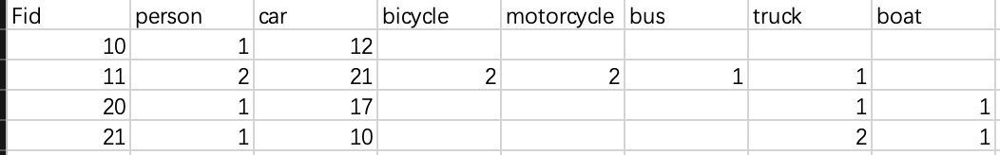 Fid person car bicycle motorcycle bus truck boat
10 1 12
11 2 21 2 2 1 1
20 1 17 1 1
21 1 10 2 1